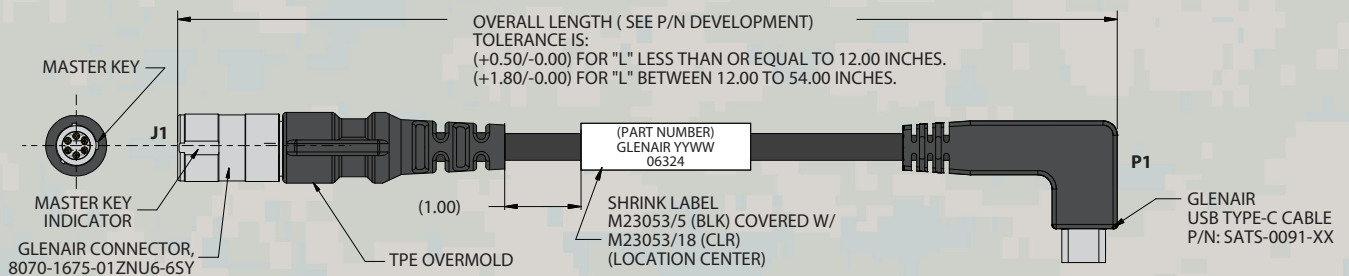 OVERALL LENGTH ( SEE P/N DEVELOPMENT)
TOLERANCE IS:
(+0.50/-0.00) FOR "L" LESS THAN OR EQUAL TO 12.00 INCHES.
(+1.80/-0.00) FOR "L" BETWEEN 12.00 TO 54.00 INCHES.
MASTER KEY
J1
(PART NUMBER)
GLENAIR YYWW
06324
P1
MASTER KEY
INDICATOR
GLENAIR CONNECTOR,
8070-1675-01ZNU6-6SY
TPE OVERMOLD
(1.00)
SHRINK LABEL
M23053/5 (BLK) COVERED W/
M23053/18 (CLR)
(LOCATION CENTER)
GLENAIR
USB TYPE-C CABLE
P/N: SATS-0091-XX